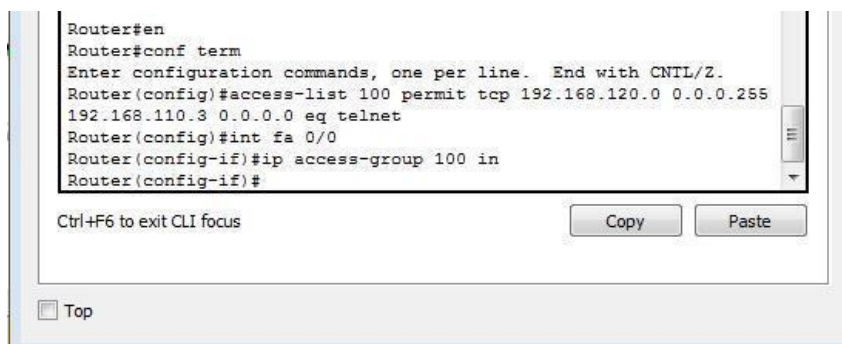 Router#en
Router#conf term
Enter configuration commands, one per line.  End with CNTL/Z.
Router(config)#access-list 100 permit tcp 192.168.120.0 0.0.0.255
192.168.110.3 0.0.0.0 eq telnet
Router(config)#int fa 0/0
Router(config-if)#ip access-group 100 in
Router(config-if)#
Ctrl+F6 to exit CLI focus
Copy
Paste
Top